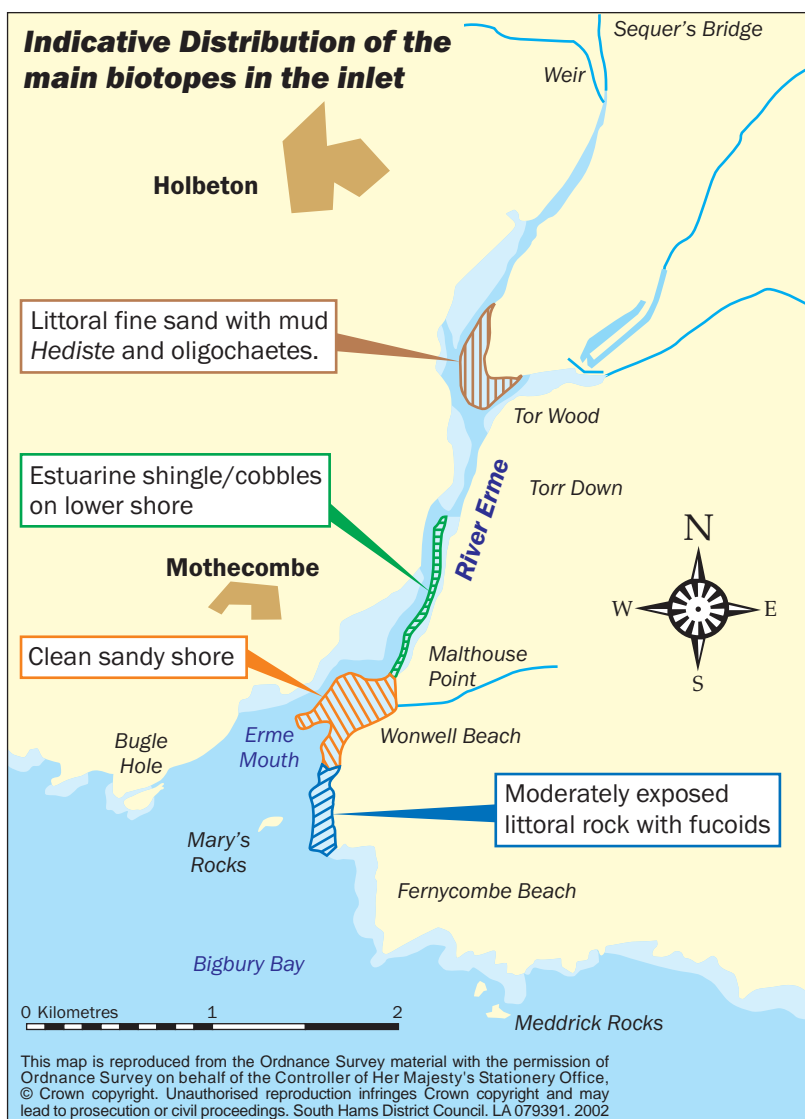 Indicative Distribution of the
main biotopes in the inlet
Sequer's Bridge
Weir
Holbeton
Littoral fine sand with mud
Hediste and oligochaetes.
Tor Wood
Estuarine shingle/cobbles
on lower shore
Torr Down
River Erme
Mothecombe
N
W
E
S
Clean sandy shore
Malthouse
Point
Bugle
Hole
Erme
Mouth
Wonwell Beach
Moderately exposed
littoral rock with fucoids
Mary's
Rocks
Fernycombe Beach
Bigbury Bay
0 Kilometres 1 2
Meddrick Rocks
This map is reproduced from the Ordnance Survey material with the permission of
Ordnance Survey on behalf of the Controller of Her Majesty's Stationery Office,
© Crown copyright. Unauthorised reproduction infringes Crown copyright and may
lead to prosecution or civil proceedings. South Hams District Council. LA 079391. 2002